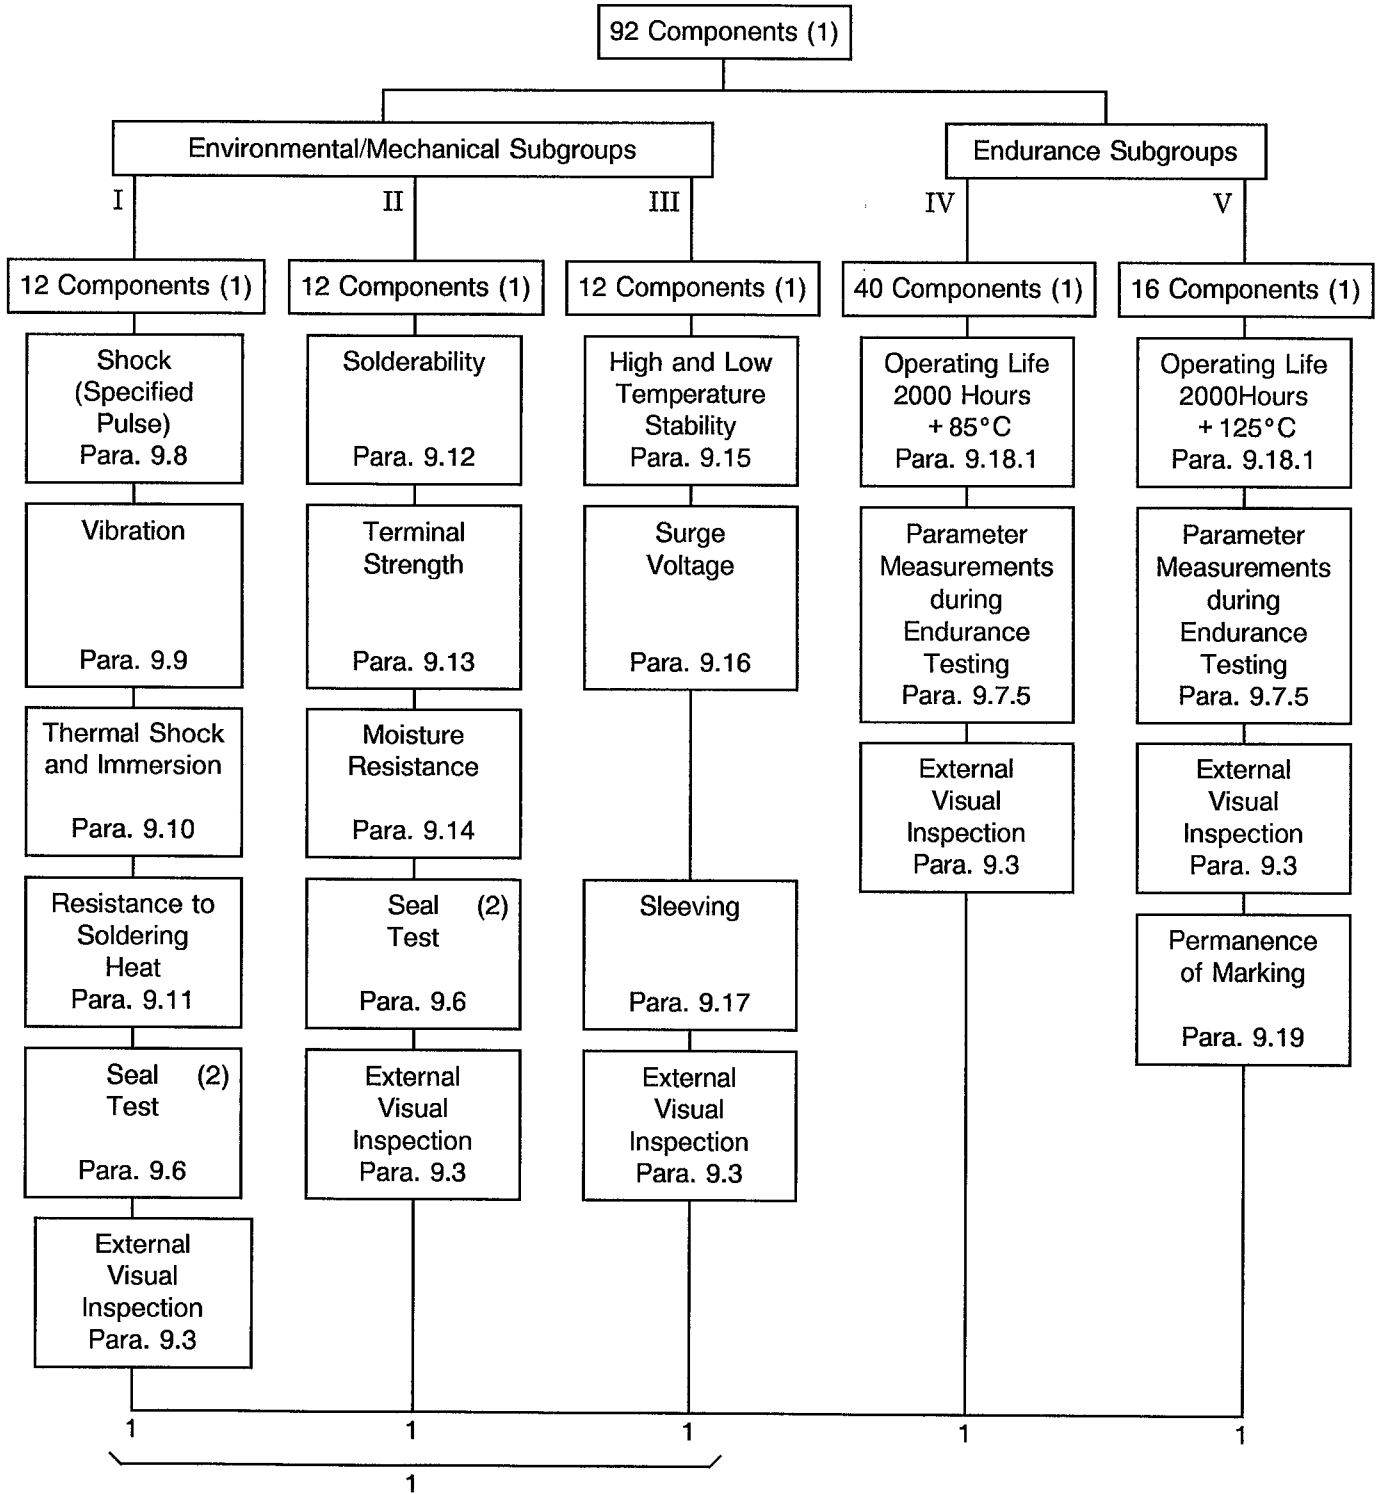 92 Components (1)
Environmental/Mechanical Subgroups
Endurance Subgroups
I
II
III
IV
V
12 Components (1)
12 Components (1)
12 Components (1)
40 Components (1)
16 Components (1)
Shock
(Specified
Pulse)
Para. 9.8
Vibration
Para. 9.9
Thermal Shock
and Immersion
Para. 9.10
Resistance to
Soldering
Heat
Para. 9.11
Seal (2)
Test
Para. 9.6
External
Visual
Inspection
Para. 9.3
Solderability
Para. 9.12
Terminal
Strength
Para. 9.13
Moisture
Resistance
Para. 9.14
Seal (2)
Test
Para. 9.6
External
Visual
Inspection
Para. 9.3
High and Low
Temperature
Stability
Para. 9.15
Surge
Voltage
Para. 9.16
Sleeving
Para. 9.17
External
Visual
Inspection
Para. 9.3
Operating Life
2000 Hours
+85°C
Para. 9.18.1
Parameter
Measurements
during
Endurance
Testing
Para. 9.7.5
External
Visual
Inspection
Para. 9.3
Operating Life
2000Hours
+125°C
Para. 9.18.1
Parameter
Measurements
during
Endurance
Testing
Para. 9.7.5
External
Visual
Inspection
Para. 9.3
Permanence
of Marking
Para. 9.19
1
1
1
1
1
1